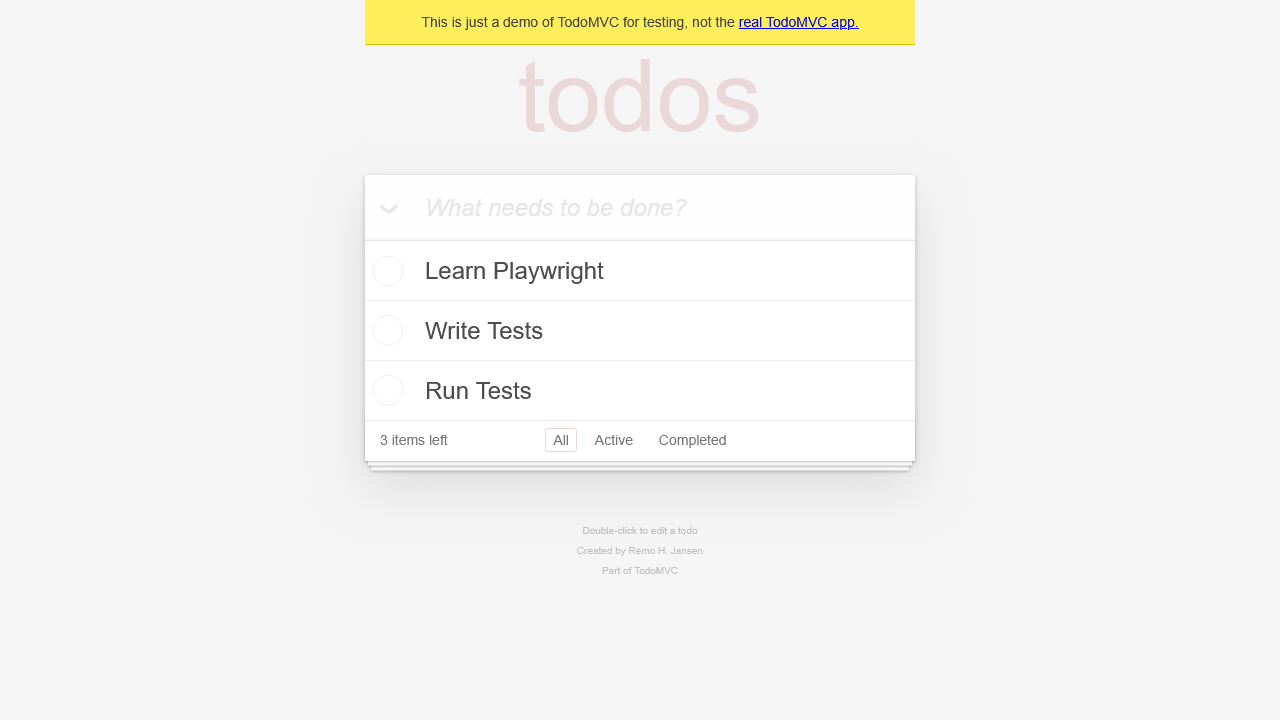 This is just a demo of TodoMVC for testing, not the real TodoMVC app.
todos
What needs to be done?
Learn Playwright
Write Tests
Run Tests
3 items left All Active Completed
Double-click to edit a todo
Created by Remo H. Jansen
Part of TodoMVC